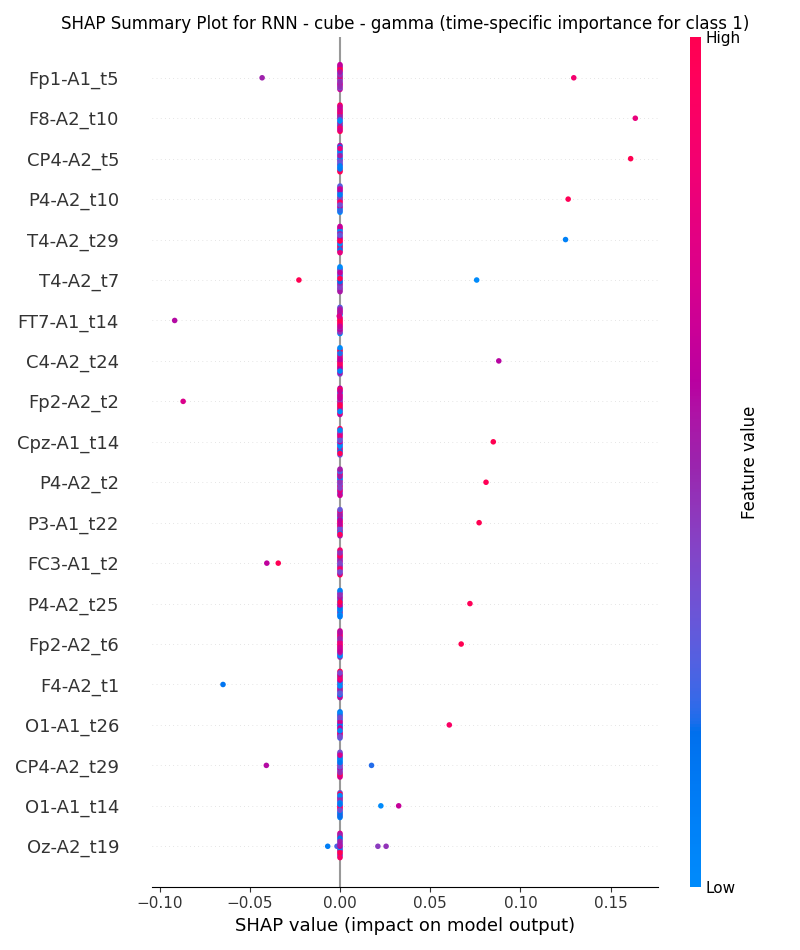 SHAP Summary Plot for RNN - cube - gamma (time-specific importance for class 1)
High
Fp1-A1_t5
F8-A2_t10
CP4-A2_t5
P4-A2_t10
T4-A2_t29
T4-A2_t7
FT7-A1_t14
C4-A2_t24
Fp2-A2_t2
Cpz-A1_t14
P4-A2_t2
P3-A1_t22
FC3-A1_t2
P4-A2_t25
Fp2-A2_t6
F4-A2_t1
O1-A1_t26
CP4-A2_t29
O1-A1_t14
Oz-A2_t19
Feature value
Low
−0.10 −0.05 0.00 0.05 0.10 0.15
SHAP value (impact on model output)